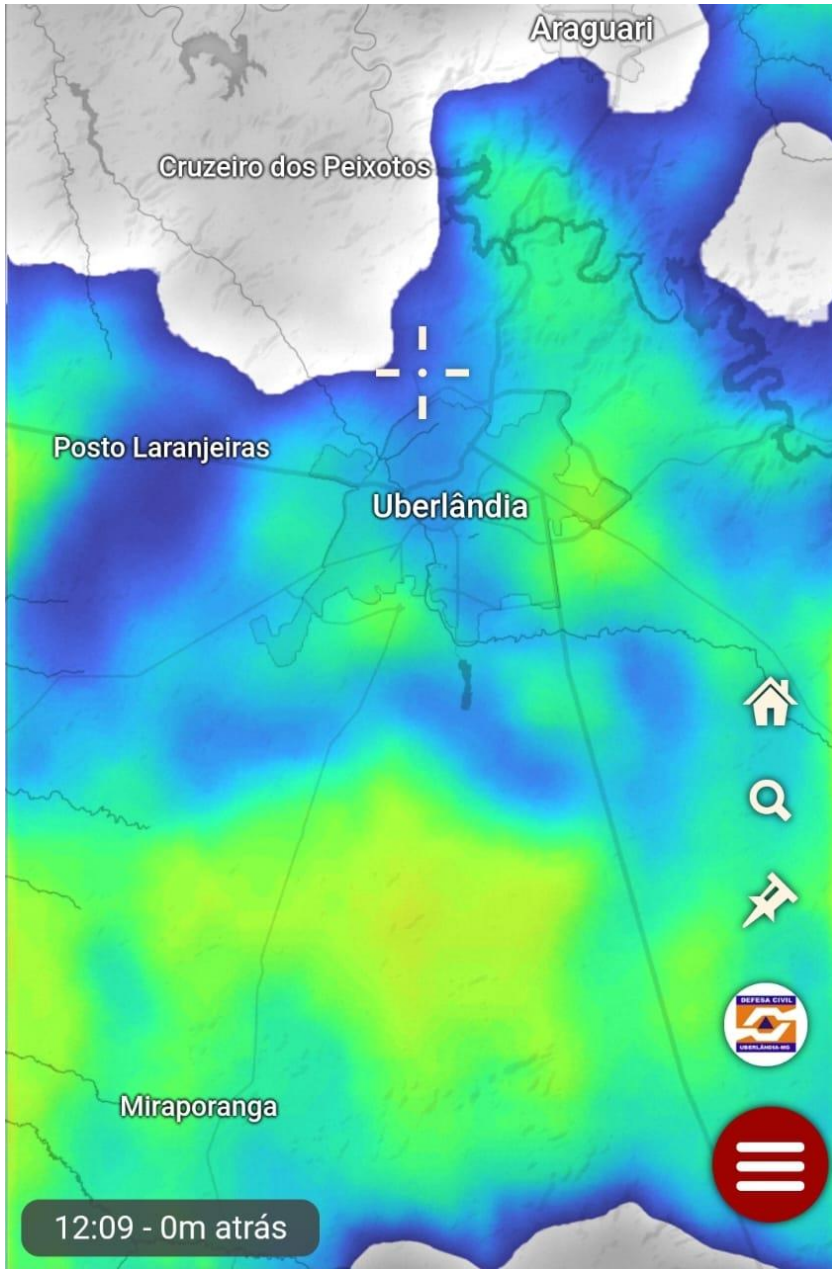 Araguari
Cruzeiro dos Peixotos
Posto Laranjeiras
Uberlândia
DEFESA CIVIL
UBERLÂNDIA-MG
Miraporanga
12:09 - 0m atrás